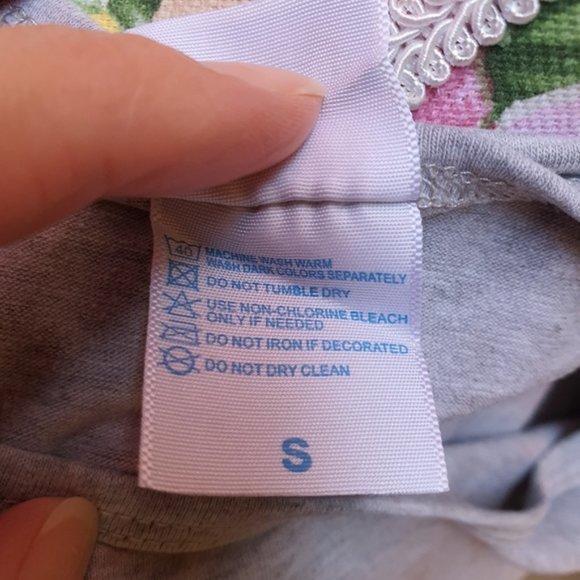 40 MACHINE WASH WARM
WASH DARK COLORS SEPARATELY
DO NOT TUMBLE DRY
USE NON-CHLORINE BLEACH
ONLY IF NEEDED
DO NOT IRON IF DECORATED
DO NOT DRY CLEAN
S